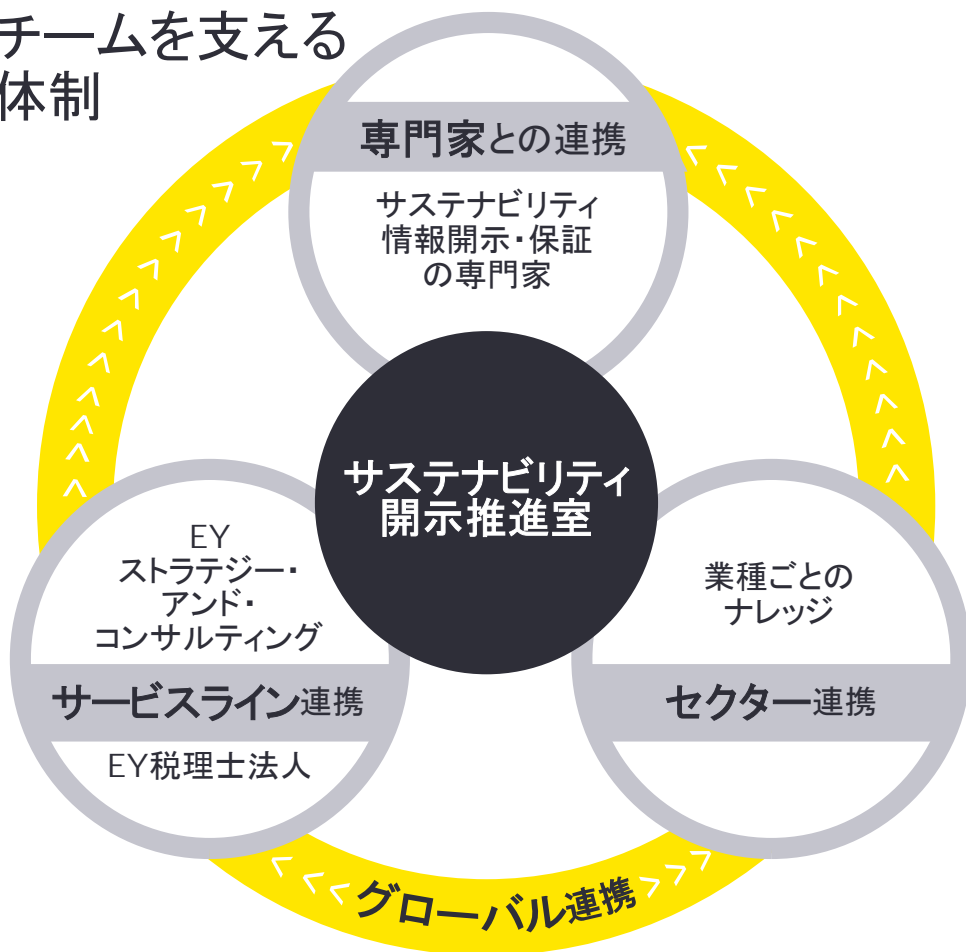 チームを支える
体制
専門家との連携
サステナビリティ
情報開示・保証
の専門家
サステナビリティ
開示推進室
EY
ストラテジー・
アンド・
コンサルティング
サービスライン連携
EY税理士法人
業種ごとの
ナレッジ
セクター連携
グローバル連携